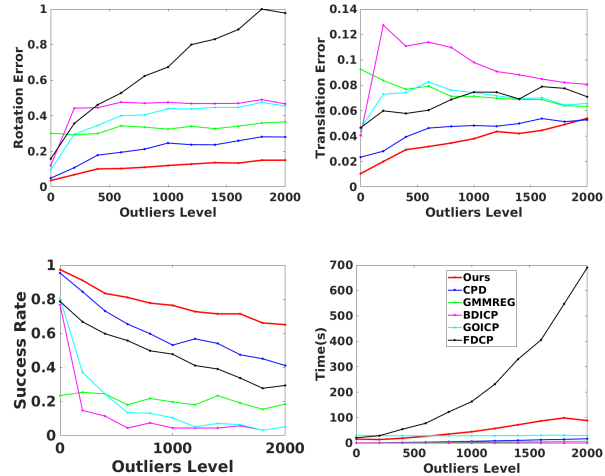 1
0.8
0.6
0.4
0.2
0
Rotation Error
0 500 1000 1500 2000
Outliers Level
0.14
0.12
0.1
0.08
0.06
0.04
0.02
0
Translation Error
0 500 1000 1500 2000
Outliers Level
1
0.8
0.6
0.4
0.2
0
Success Rate
0 1000 2000
Outliers Level
700
600
500
400
300
200
100
0
Time(s)
Ours
CPD
GMMREG
BDICP
GOICP
FDCP
0 500 1000 1500 2000
Outliers Level